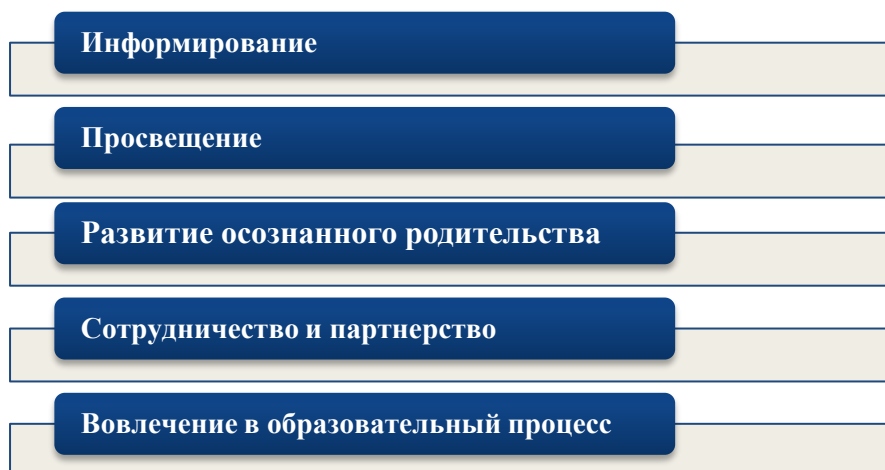 Информирование
Просвещение
Развитие осознанного родительства
Сотрудничество и партнерство
Вовлечение в образовательный процесс